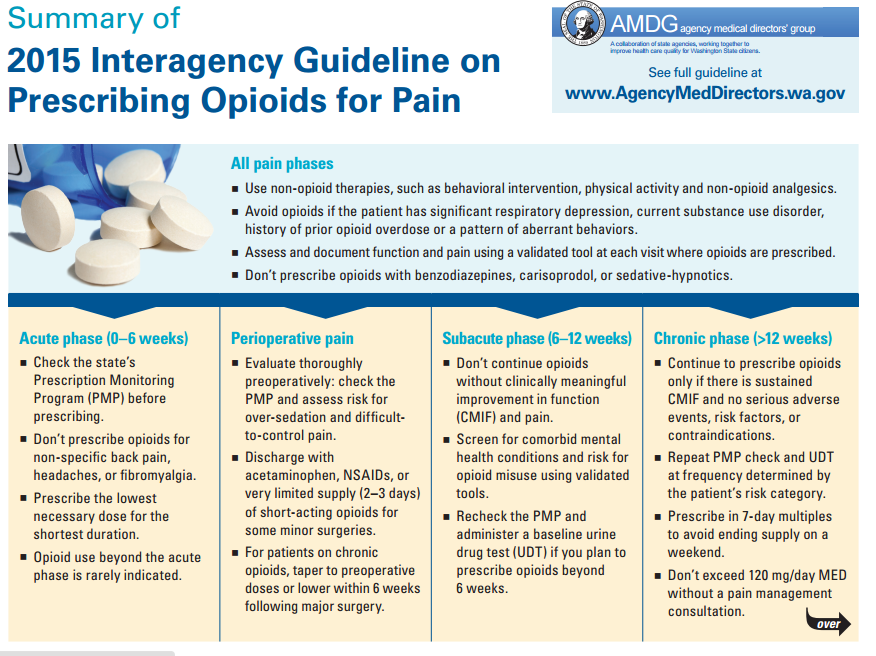 Summary of
2015 Interagency Guideline on
Prescribing Opioids for Pain
AMDG agency medical directors' group
A collaboration of state agencies, working together to
improve health care quality for Washington State citizens.
See full guideline at
www.AgencyMedDirectors.wa.gov
All pain phases
■ Use non-opioid therapies, such as behavioral intervention, physical activity and non-opioid analgesics.
■ Avoid opioids if the patient has significant respiratory depression, current substance use disorder,
history of prior opioid overdose or a pattern of aberrant behaviors.
■ Assess and document function and pain using a validated tool at each visit where opioids are prescribed.
■ Don't prescribe opioids with benzodiazepines, carisoprodol, or sedative-hypnotics.
Acute phase (0–6 weeks)
■ Check the state's
Prescription Monitoring
Program (PMP) before
prescribing.
■ Don't prescribe opioids for
non-specific back pain,
headaches, or fibromyalgia.
■ Prescribe the lowest
necessary dose for the
shortest duration.
■ Opioid use beyond the acute
phase is rarely indicated.
Perioperative pain
■ Evaluate thoroughly
preoperatively: check the
PMP and assess risk for
over-sedation and difficult-
to-control pain.
■ Discharge with
acetaminophen, NSAIDs, or
very limited supply (2–3 days)
of short-acting opioids for
some minor surgeries.
■ For patients on chronic
opioids, taper to preoperative
doses or lower within 6 weeks
following major surgery.
Subacute phase (6–12 weeks)
■ Don't continue opioids
without clinically meaningful
improvement in function
(CMIF) and pain.
■ Screen for comorbid mental
health conditions and risk for
opioid misuse using validated
tools.
■ Recheck the PMP and
administer a baseline urine
drug test (UDT) if you plan to
prescribe opioids beyond
6 weeks.
Chronic phase (>12 weeks)
■ Continue to prescribe opioids
only if there is sustained
CMIF and no serious adverse
events, risk factors, or
contraindications.
■ Repeat PMP check and UDT
at frequency determined by
the patient's risk category.
■ Prescribe in 7-day multiples
to avoid ending supply on a
weekend.
■ Don't exceed 120 mg/day MED
without a pain management
consultation.
over